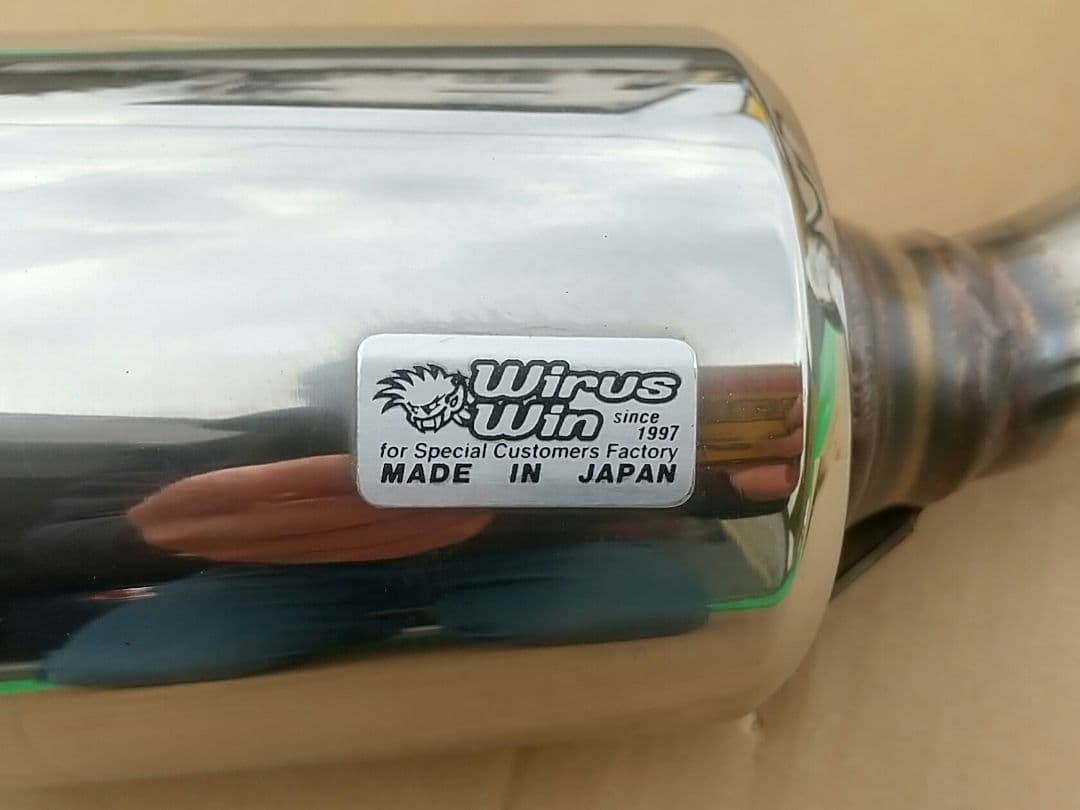 Wirus
Win since
1997
for Special Customers Factory
MADE IN JAPAN